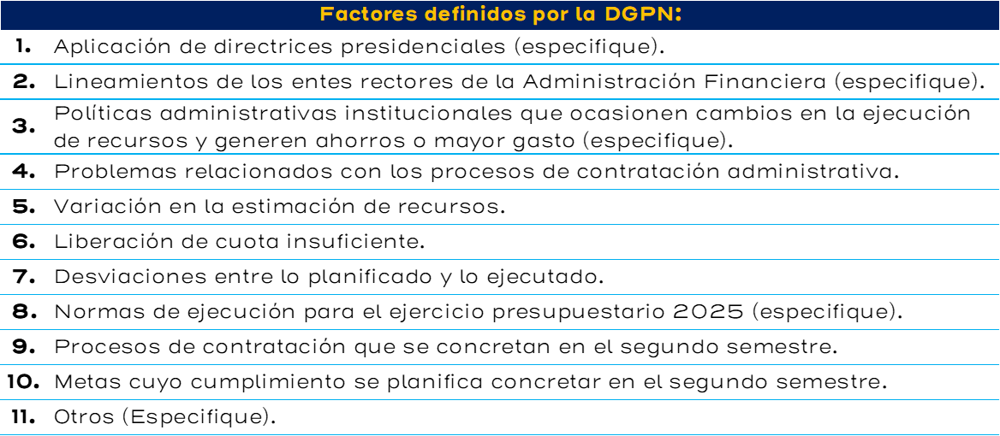 Factores definidos por la DGPN:
1. Aplicación de directrices presidenciales (especifique).
2. Lineamientos de los entes rectores de la Administración Financiera (especifique).
3. Políticas administrativas institucionales que ocasionen cambios en la ejecución
de recursos y generen ahorros o mayor gasto (especifique).
4. Problemas relacionados con los procesos de contratación administrativa.
5. Variación en la estimación de recursos.
6. Liberación de cuota insuficiente.
7. Desviaciones entre lo planificado y lo ejecutado.
8. Normas de ejecución para el ejercicio presupuestario 2025 (especifique).
9. Procesos de contratación que se concretan en el segundo semestre.
10. Metas cuyo cumplimiento se planifica concretar en el segundo semestre.
11. Otros (Especifique).